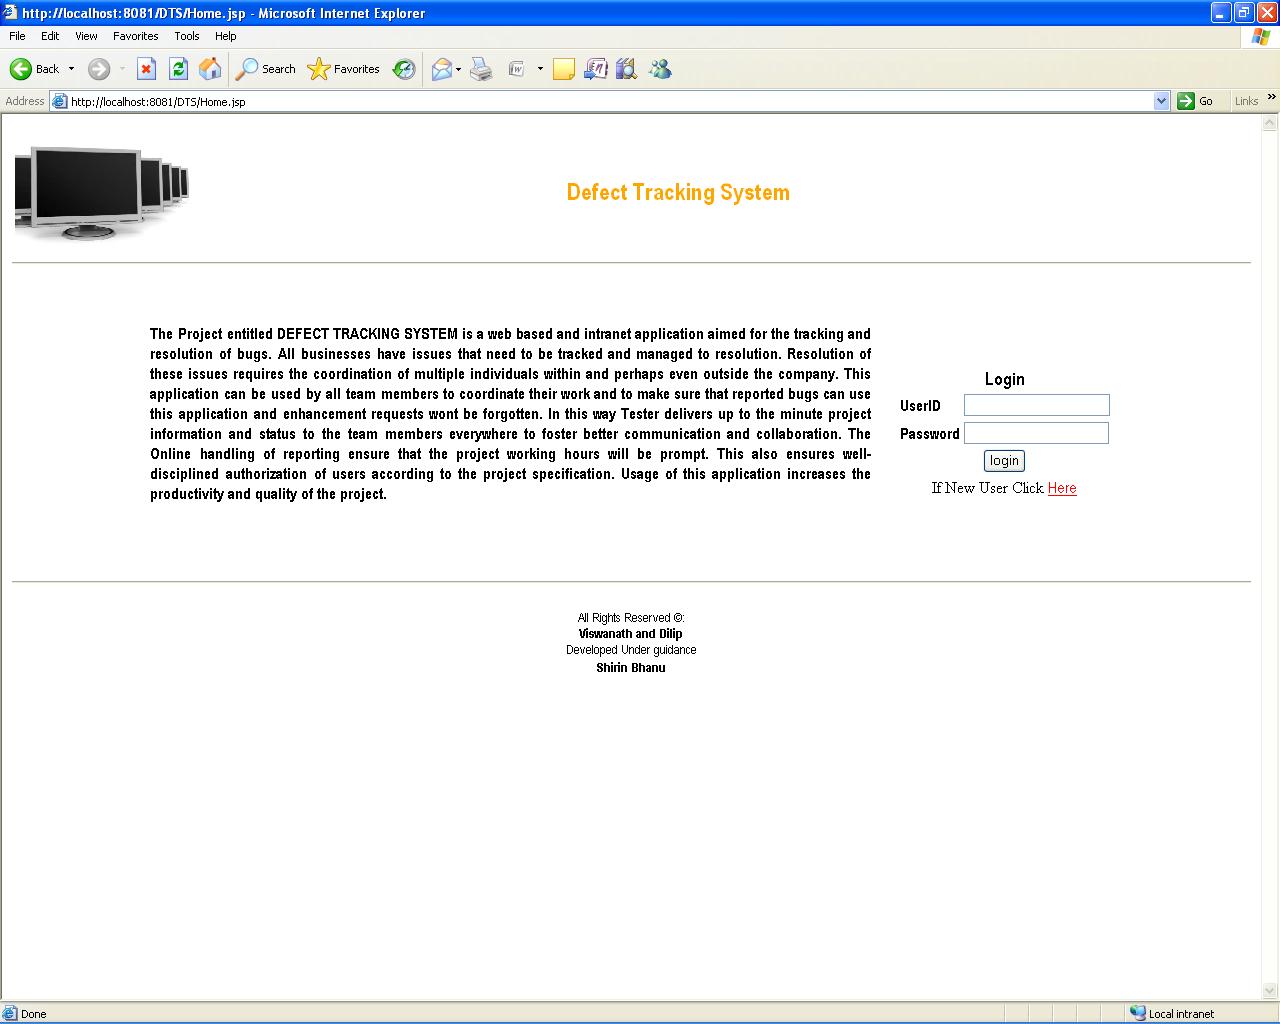 http://localhost:8081/DTS/Home.jsp - Microsoft Internet Explorer
File Edit View Favorites Tools Help
Back Search Favorites
Address http://localhost:8081/DTS/Home.jsp Go Links »
Defect Tracking System
The Project entitled DEFECT TRACKING SYSTEM is a web based and intranet application aimed for the tracking and
resolution of bugs. All businesses have issues that need to be tracked and managed to resolution. Resolution of
these issues requires the coordination of multiple individuals within and perhaps even outside the company. This
application can be used by all team members to coordinate their work and to make sure that reported bugs can use
this application and enhancement requests wont be forgotten. In this way Tester delivers up to the minute project
information and status to the team members everywhere to foster better communication and collaboration. The
Online handling of reporting ensure that the project working hours will be prompt. This also ensures well-
disciplined authorization of users according to the project specification. Usage of this application increases the
productivity and quality of the project.
Login
UserID
Password
login
If New User Click Here
All Rights Reserved ©:
Viswanath and Dilip
Developed Under guidance
Shirin Bhanu
Done Local intranet